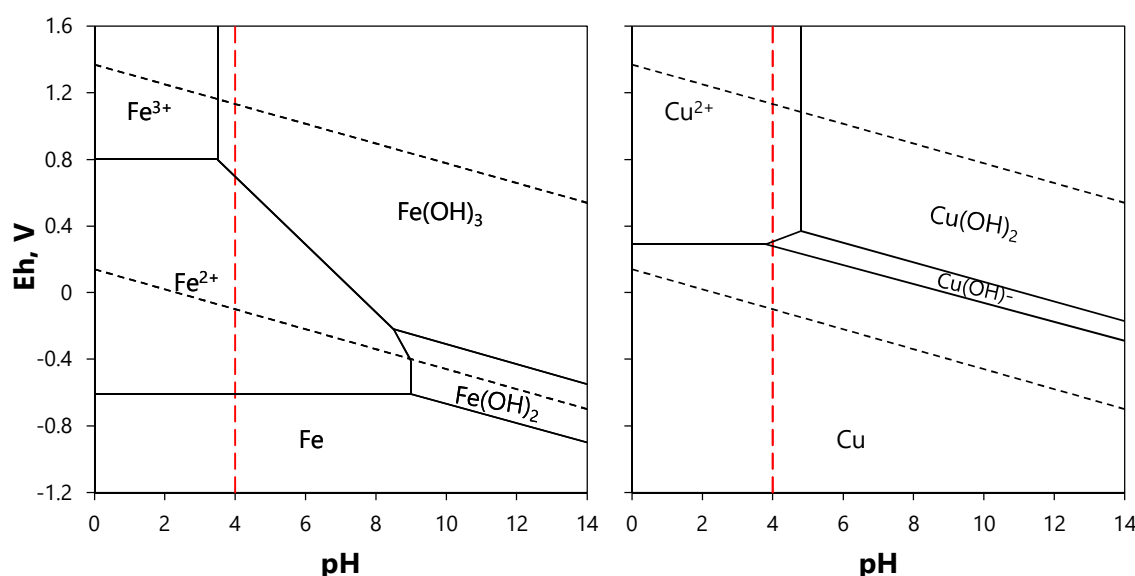 Eh, V
1.6
1.2
0.8
0.4
0
-0.4
-0.8
-1.2
Fe³⁺
Fe(OH)₃
Fe²⁺
Fe(OH)₂
Fe
0 2 4 6 8 10 12 14
pH
Cu²⁺
Cu(OH)₂
Cu(OH)-
Cu
0 2 4 6 8 10 12 14
pH